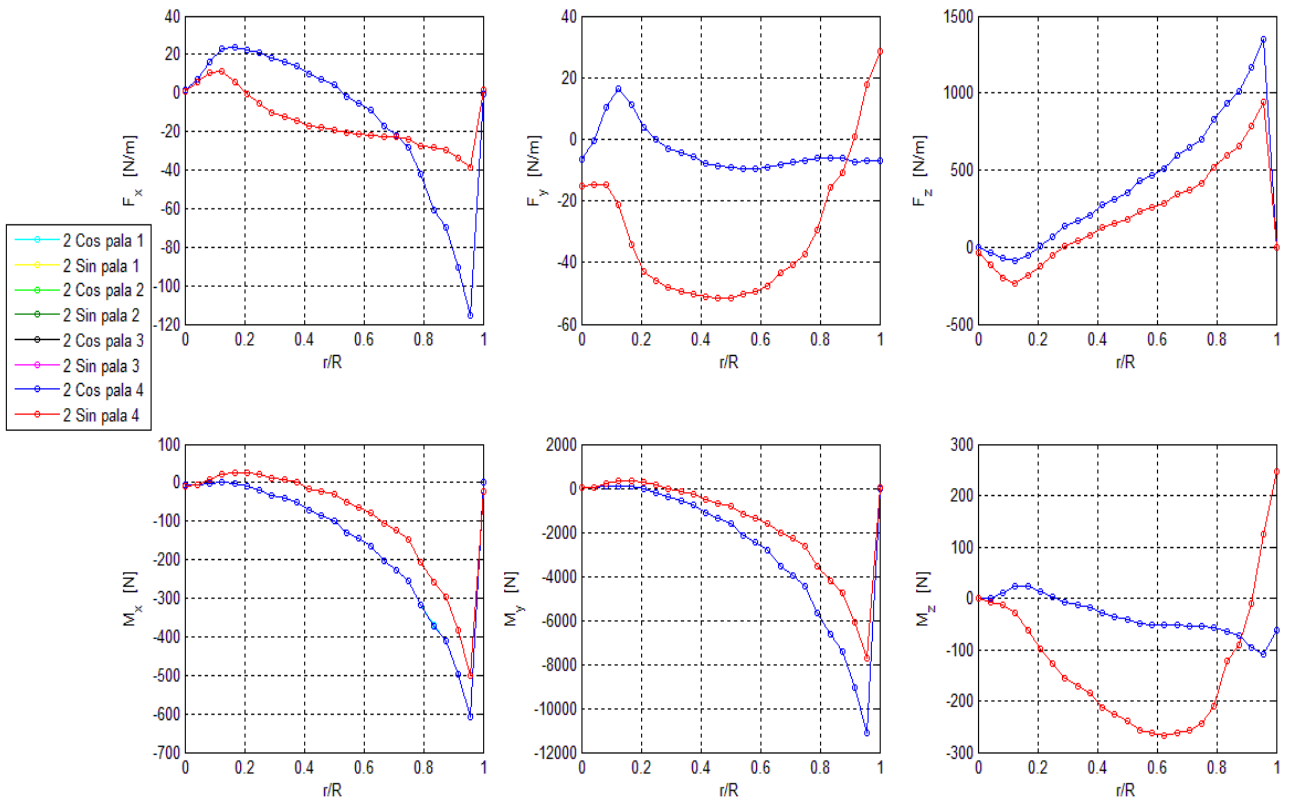 40
20
0
-20
-40
-60
-80
-100
-120
F_x [N/m]
0 0.2 0.4 0.6 0.8 1
r/R
40
20
0
-20
-40
-60
F_y [N/m]
0 0.2 0.4 0.6 0.8 1
r/R
1500
1000
500
0
-500
F_z [N/m]
0 0.2 0.4 0.6 0.8 1
r/R
2 Cos pala 1
2 Sin pala 1
2 Cos pala 2
2 Sin pala 2
2 Cos pala 3
2 Sin pala 3
2 Cos pala 4
2 Sin pala 4
100
0
-100
-200
-300
-400
-500
-600
-700
M_x [N]
0 0.2 0.4 0.6 0.8 1
r/R
2000
0
-2000
-4000
-6000
-8000
-10000
-12000
M_y [N]
0 0.2 0.4 0.6 0.8 1
r/R
300
200
100
0
-100
-200
-300
M_z [N]
0 0.2 0.4 0.6 0.8 1
r/R